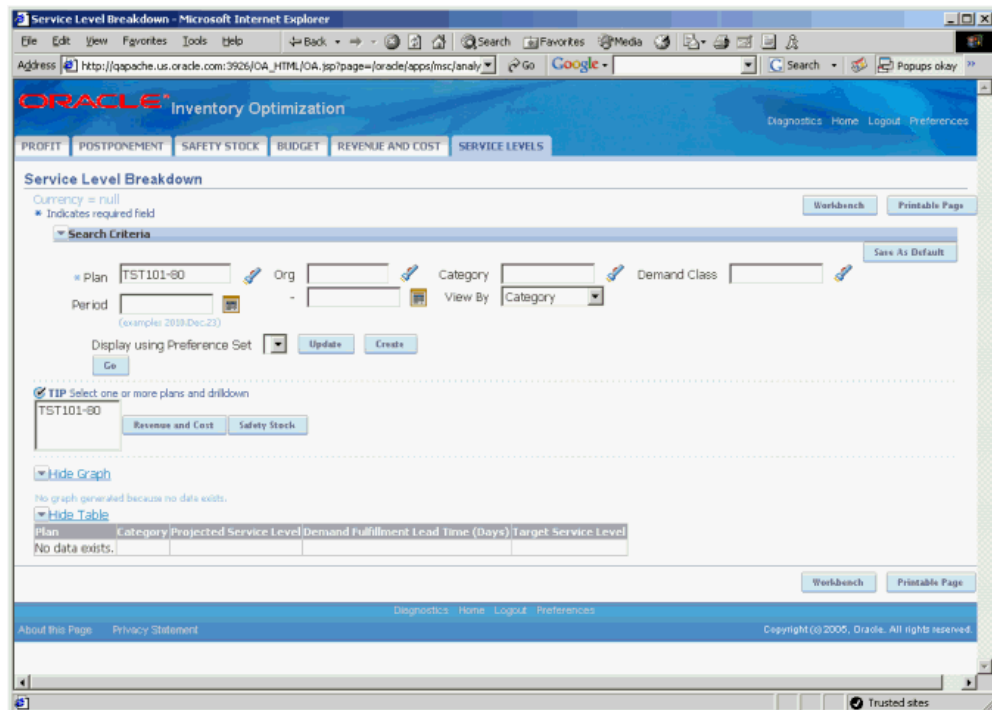 Service Level Breakdown - Microsoft Internet Explorer
File Edit View Favorites Tools Help Back Search Favorites Media
Address http://qapache.us.oracle.com:3926/OA_HTML/OA.jsp?page=/oracle/apps/msc/analy Go Google Search Popups okay »
ORACLE Inventory Optimization
Diagnostics Home Logout Preferences
PROFIT POSTPONEMENT SAFETY STOCK BUDGET REVENUE AND COST SERVICE LEVELS
Service Level Breakdown
Currency = null
* Indicates required field
Workbench Printable Page
Search Criteria
Save As Default
* Plan TST101-80 Org Category Demand Class
Period - View By Category
(example: 2010.Dec.23)
Display using Preference Set Update Create
Go
TIP Select one or more plans and drilldown
TST101-80
Revenue and Cost Safety Stock
Hide Graph
No graph generated because no data exists.
Hide Table
Plan Category Projected Service Level Demand Fulfillment Lead Time (Days) Target Service Level
No data exists.
Workbench Printable Page
Diagnostics Home Logout Preferences
About this Page Privacy Statement Copyright (c) 2005, Oracle. All rights reserved.
Trusted sites